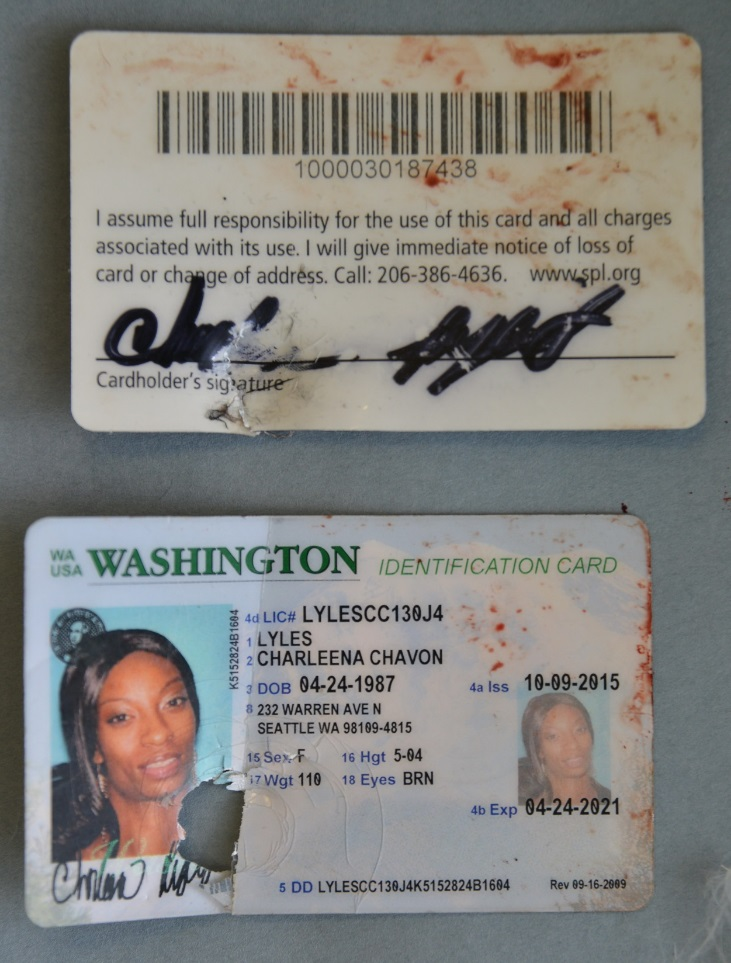 1000030187438
I assume full responsibility for the use of this card and all charges
associated with its use. I will give immediate notice of loss of
card or change of address. Call: 206-386-4636. www.spl.org
Cardholder's signature
WA
USA
WASHINGTON
IDENTIFICATION CARD
4d LIC# LYLESCC130J4
1 LYLES
2 CHARLEENA CHAVON
K5152824B1604
3 DOB 04-24-1987
4a Iss 10-09-2015
8 232 WARREN AVE N
SEATTLE WA 98109-4815
15 Sex F 16 Hgt 5-04
17 Wgt 110 18 Eyes BRN
4b Exp 04-24-2021
5 DD LYLESCC130J4K5152824B1604
Rev 09-16-2009